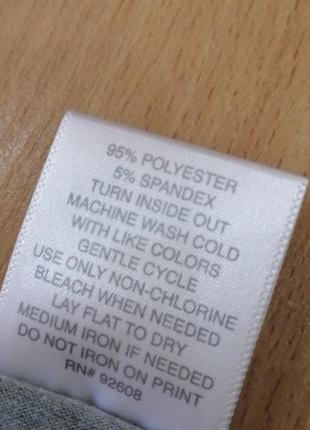 95% POLYESTER
5% SPANDEX
TURN INSIDE OUT
MACHINE WASH COLD
WITH LIKE COLORS
GENTLE CYCLE
USE ONLY NON-CHLORINE
BLEACH WHEN NEEDED
LAY FLAT TO DRY
MEDIUM IRON IF NEEDED
DO NOT IRON ON PRINT
RN# 92608